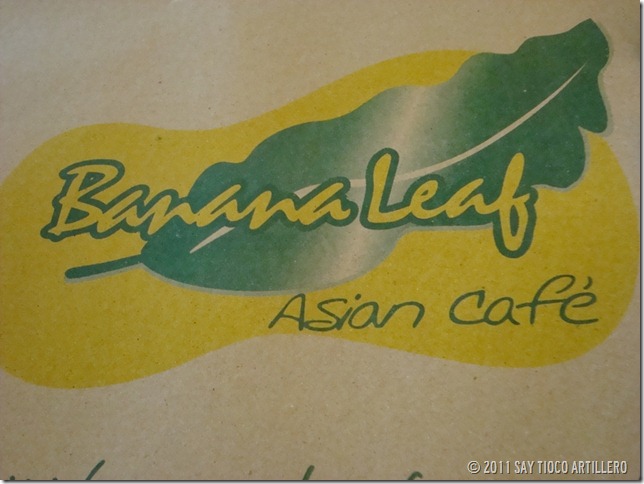 Banana Leaf
Asian Café
© 2011 SAY TIOCO ARTILLERO